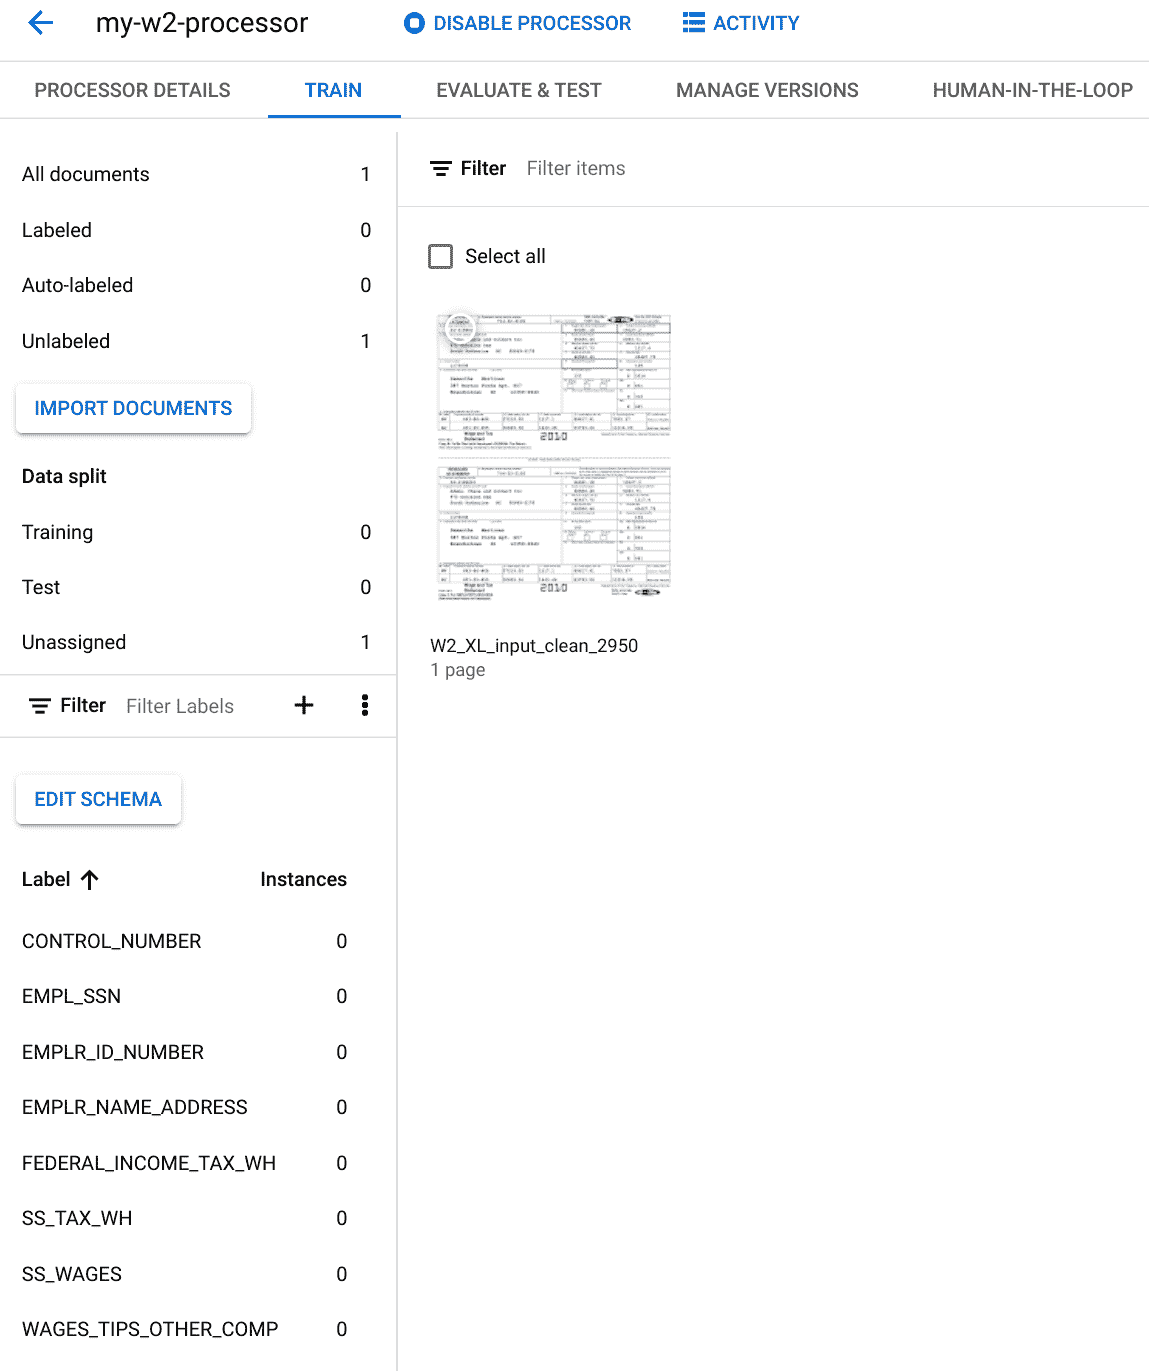 my-w2-processor
DISABLE PROCESSOR
ACTIVITY
PROCESSOR DETAILS
TRAIN
EVALUATE & TEST
MANAGE VERSIONS
HUMAN-IN-THE-LOOP
All documents 1
Labeled 0
Auto-labeled 0
Unlabeled 1
IMPORT DOCUMENTS
Data split
Training 0
Test 0
Unassigned 1
Filter Filter Labels
EDIT SCHEMA
Label Instances
CONTROL_NUMBER 0
EMPL_SSN 0
EMPLR_ID_NUMBER 0
EMPLR_NAME_ADDRESS 0
FEDERAL_INCOME_TAX_WH 0
SS_TAX_WH 0
SS_WAGES 0
WAGES_TIPS_OTHER_COMP 0
Filter Filter items
Select all
2010
2010
W2_XL_input_clean_2950
1 page